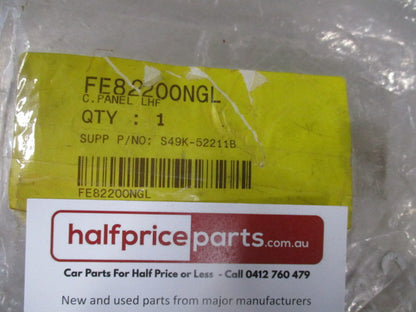 FE82200NGL
C.PANEL LHF
QTY : 1
SUPP P/NO: S49K-52211B
FE82200NGL
halfpriceparts.com.au
Car Parts For Half Price or Less - Call 0412 760 479
New and used parts from major manufacturers